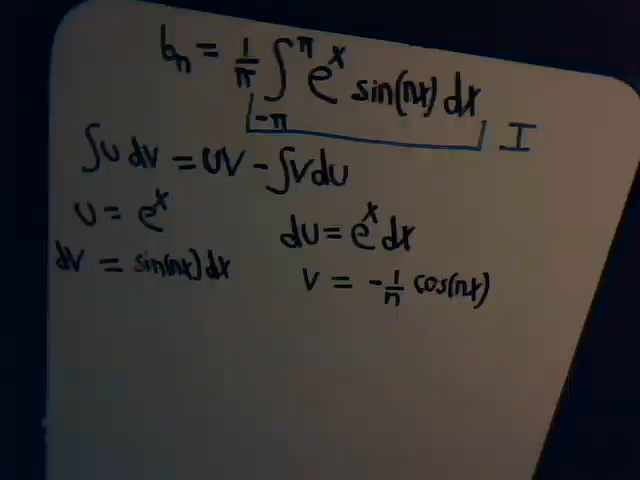 bn = 1/π ∫_{-π}^{π} e^x sin(nx) dx
I
∫u dv = uv - ∫v du
u = e^x du = e^x dx
dv = sin(nx) dx v = -1/n cos(nx)